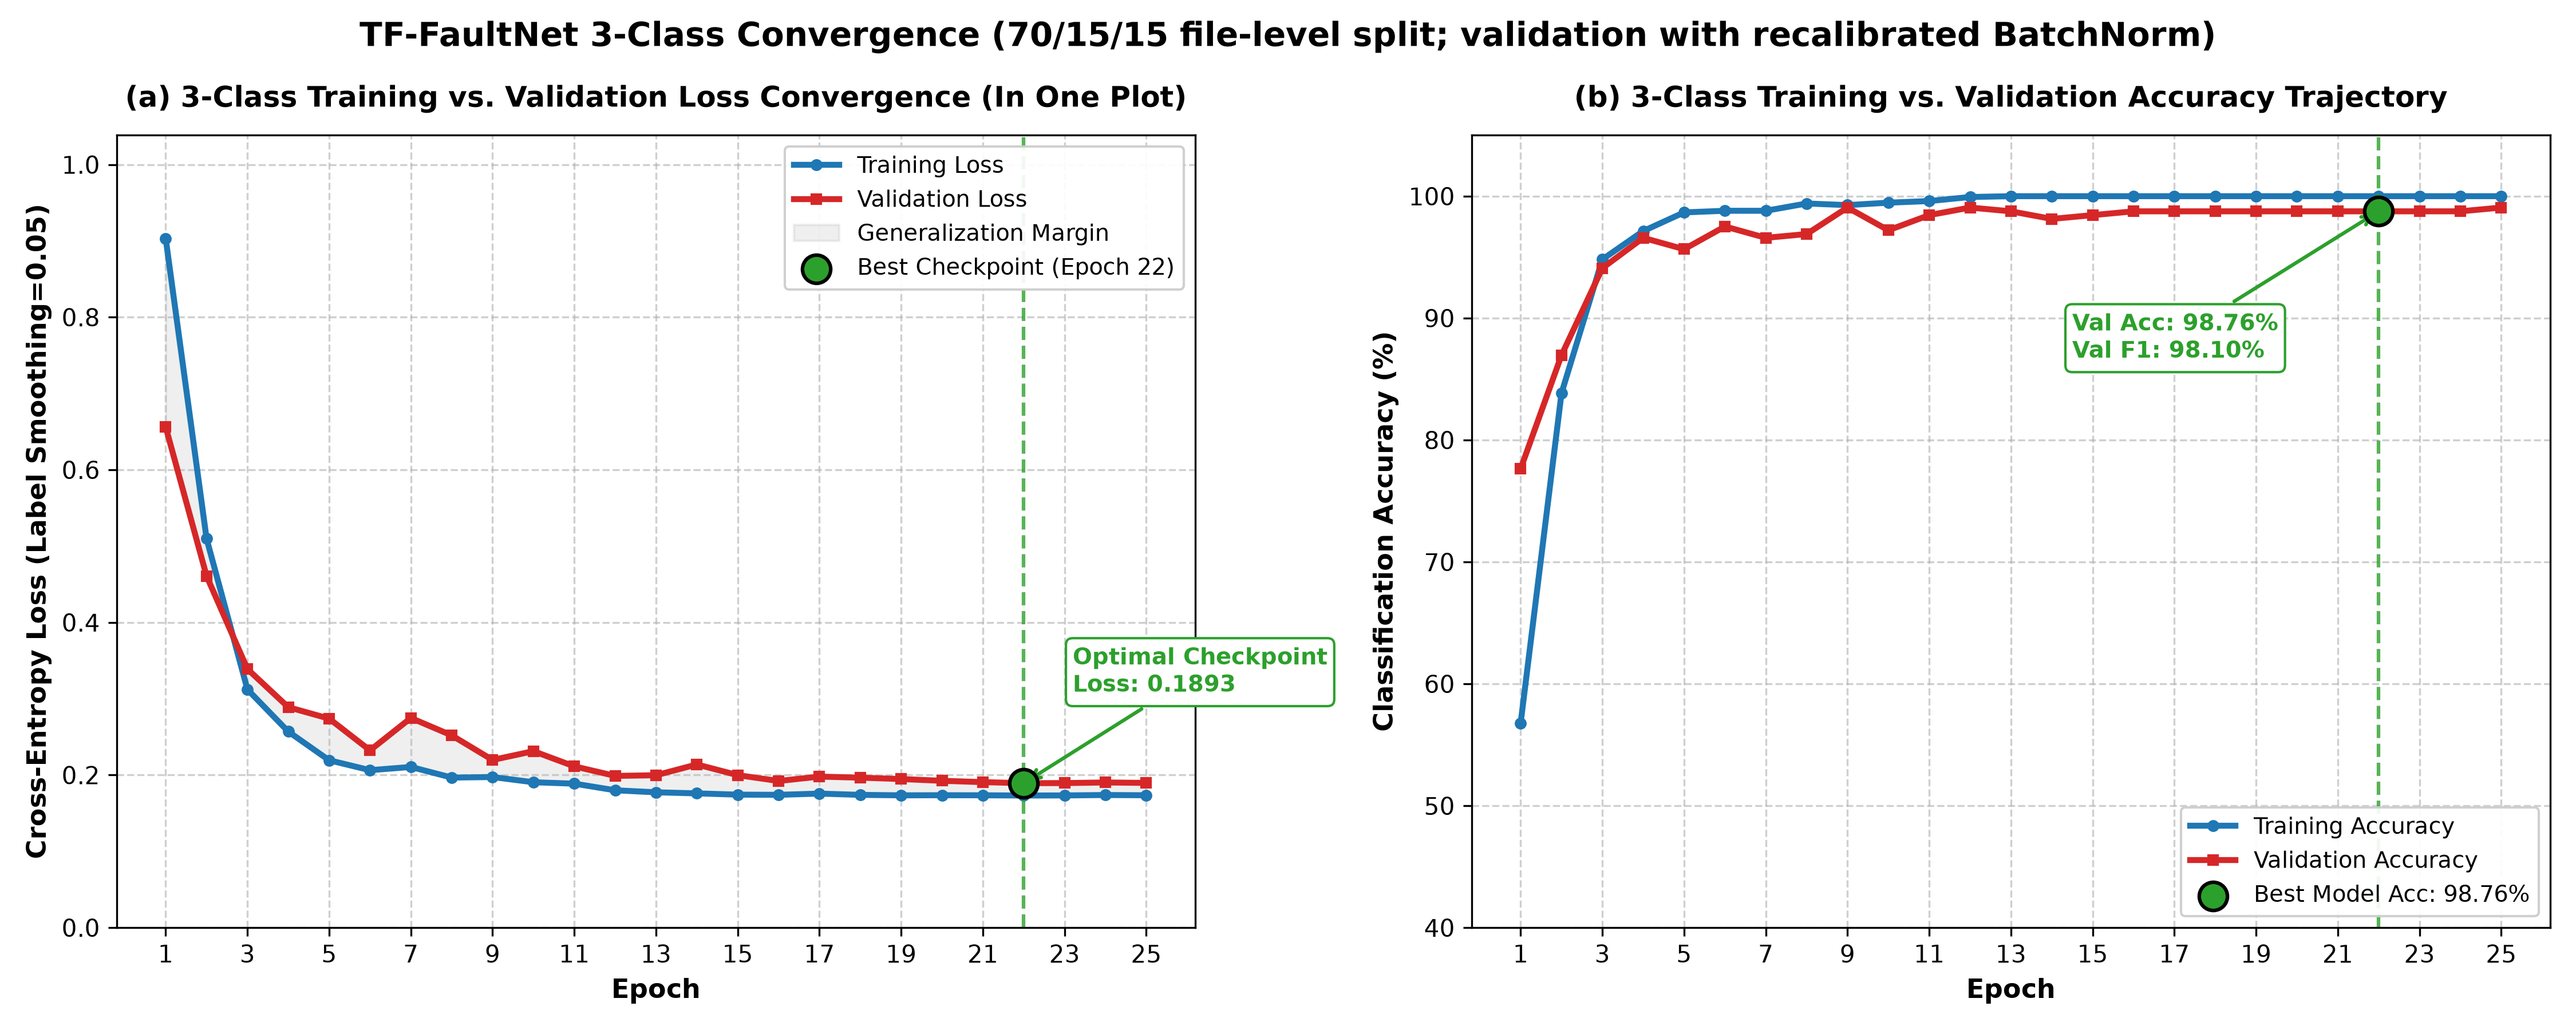 TF-FaultNet 3-Class Convergence (70/15/15 file-level split; validation with recalibrated BatchNorm)
(a) 3-Class Training vs. Validation Loss Convergence (In One Plot)
Cross-Entropy Loss (Label Smoothing=0.05)
1.0
0.8
0.6
0.4
0.2
0.0
Training Loss
Validation Loss
Generalization Margin
Best Checkpoint (Epoch 22)
Optimal Checkpoint
Loss: 0.1893
1 3 5 7 9 11 13 15 17 19 21 23 25
Epoch
(b) 3-Class Training vs. Validation Accuracy Trajectory
Classification Accuracy (%)
100
90
80
70
60
50
40
Val Acc: 98.76%
Val F1: 98.10%
Training Accuracy
Validation Accuracy
Best Model Acc: 98.76%
1 3 5 7 9 11 13 15 17 19 21 23 25
Epoch